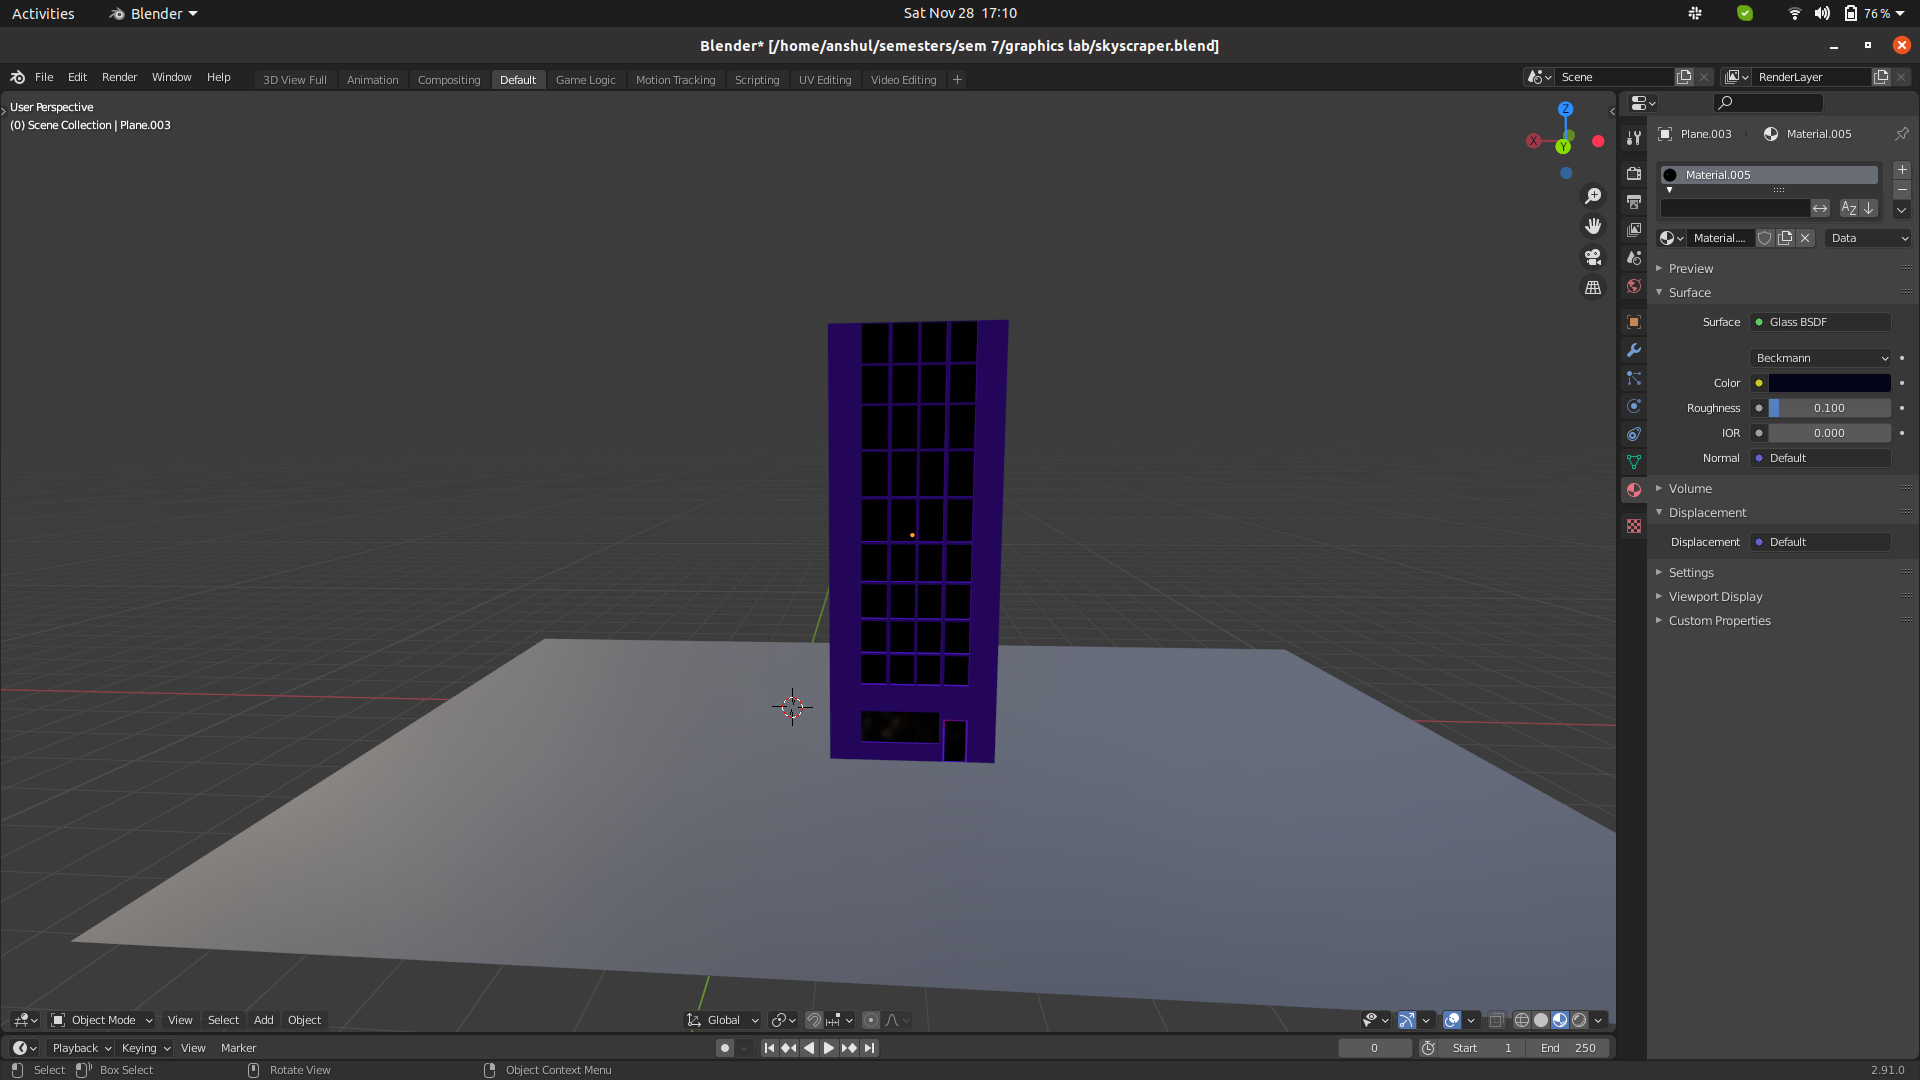 Activities Blender Sat Nov 28 17:10 76%
Blender* [/home/anshul/semesters/sem 7/graphics lab/skyscraper.blend]
File Edit Render Window Help 3D View Full Animation Compositing Default Game Logic Motion Tracking Scripting UV Editing Video Editing + Scene RenderLayer
User Perspective
(0) Scene Collection | Plane.003
Z
X
Y
Plane.003 Material.005
Material.005
AZ
Material.... Data
Preview
Surface
Surface Glass BSDF
Beckmann
Color
Roughness 0.100
IOR 0.000
Normal Default
Volume
Displacement
Displacement Default
Settings
Viewport Display
Custom Properties
Object Mode View Select Add Object Global
Playback Keying View Marker 0 Start 1 End 250
Select Box Select Rotate View Object Context Menu 2.91.0